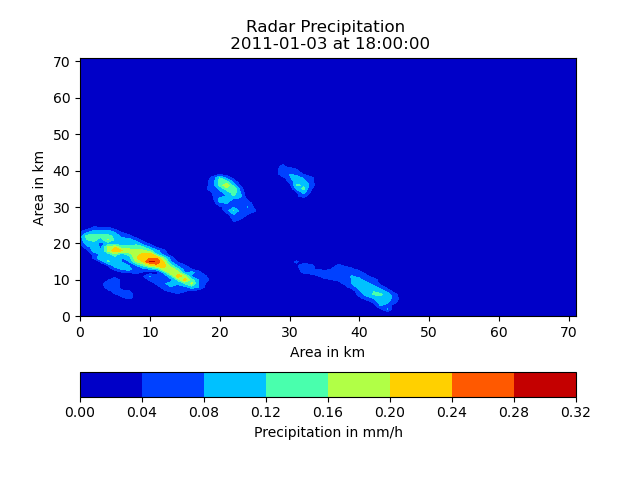 Radar Precipitation
2011-01-03 at 18:00:00
70
60
50
40
30
20
10
0
Area in km
0 10 20 30 40 50 60 70
Area in km
0.00 0.04 0.08 0.12 0.16 0.20 0.24 0.28 0.32
Precipitation in mm/h